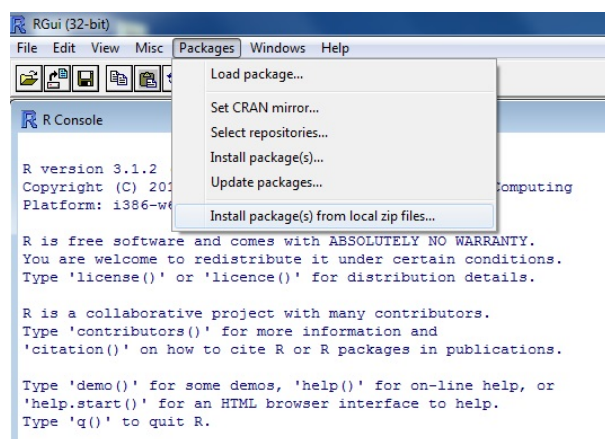 RGui (32-bit)
File Edit View Misc Packages Windows Help
Load package...
Set CRAN mirror...
Select repositories...
Install package(s)...
Update packages...
Install package(s) from local zip files...
R Console
R version 3.1.2
Copyright (C) 201 Computing
Platform: i386-w6
R is free software and comes with ABSOLUTELY NO WARRANTY.
You are welcome to redistribute it under certain conditions.
Type 'license()' or 'licence()' for distribution details.
R is a collaborative project with many contributors.
Type 'contributors()' for more information and
'citation()' on how to cite R or R packages in publications.
Type 'demo()' for some demos, 'help()' for on-line help, or
'help.start()' for an HTML browser interface to help.
Type 'q()' to quit R.